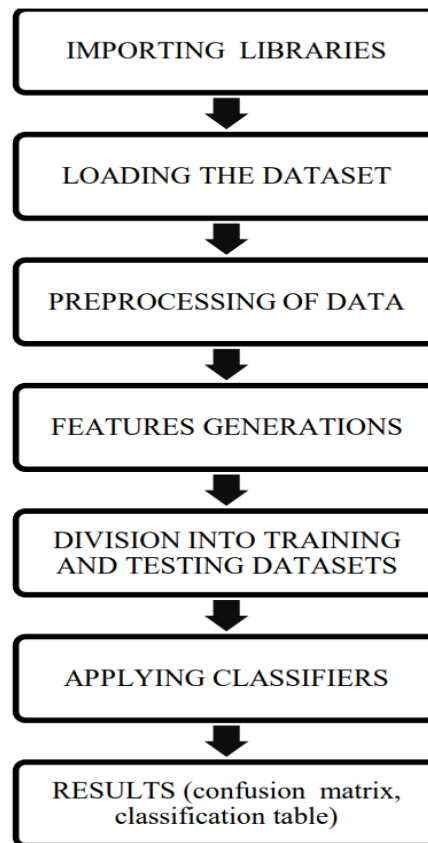 IMPORTING LIBRARIES
LOADING THE DATASET
PREPROCESSING OF DATA
FEATURES GENERATIONS
DIVISION INTO TRAINING
AND TESTING DATASETS
APPLYING CLASSIFIERS
RESULTS (confusion matrix,
classification table)